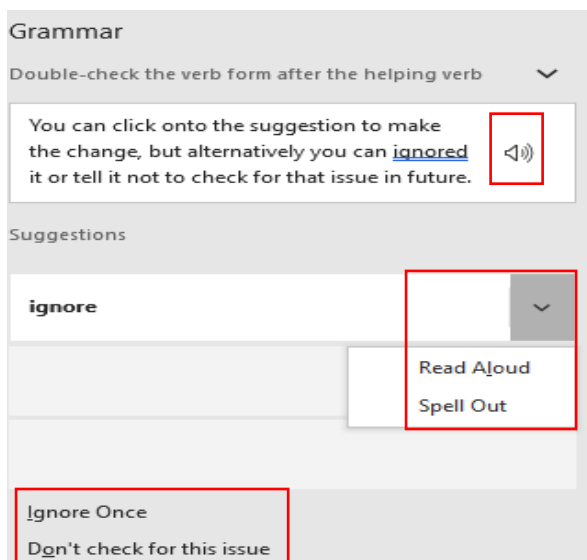 Grammar
Double-check the verb form after the helping verb
You can click onto the suggestion to make
the change, but alternatively you can ignored
it or tell it not to check for that issue in future.
Suggestions
ignore
Read Aloud
Spell Out
Ignore Once
Don't check for this issue